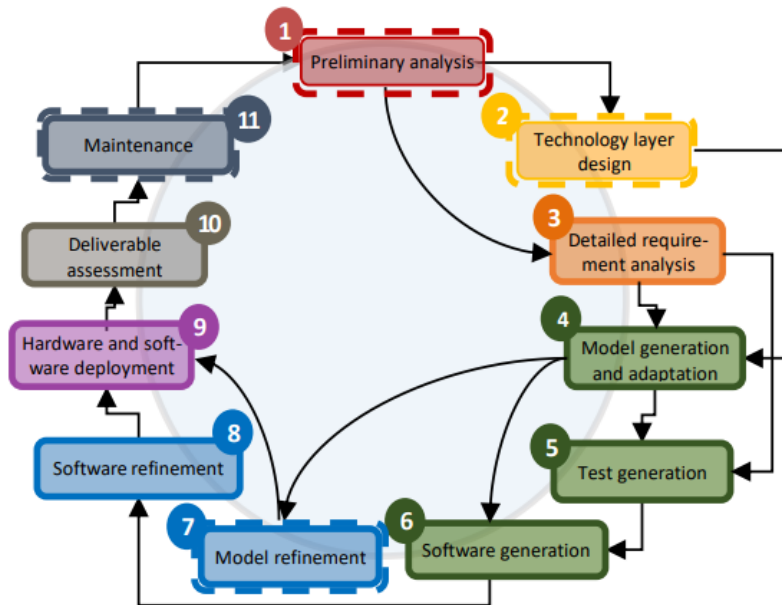 1
Preliminary analysis
2
Technology layer
design
3
Detailed require-
ment analysis
4
Model generation
and adaptation
5
Test generation
6
Software generation
7
Model refinement
8
Software refinement
9
Hardware and soft-
ware deployment
10
Deliverable
assessment
11
Maintenance